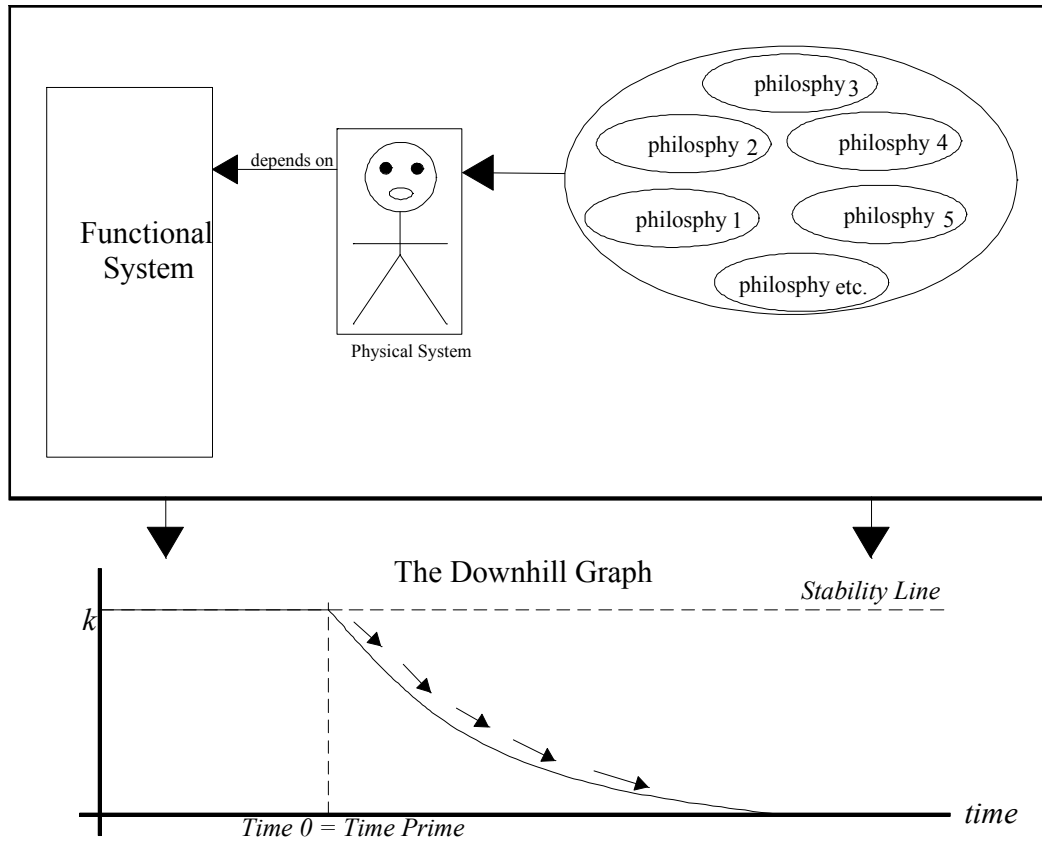 philosphy 3
philosphy 2
philosphy 4
depends on
philosphy 1
philosphy 5
Functional
System
philosphy etc.
Physical System
The Downhill Graph
Stability Line
k
time
Time 0 = Time Prime